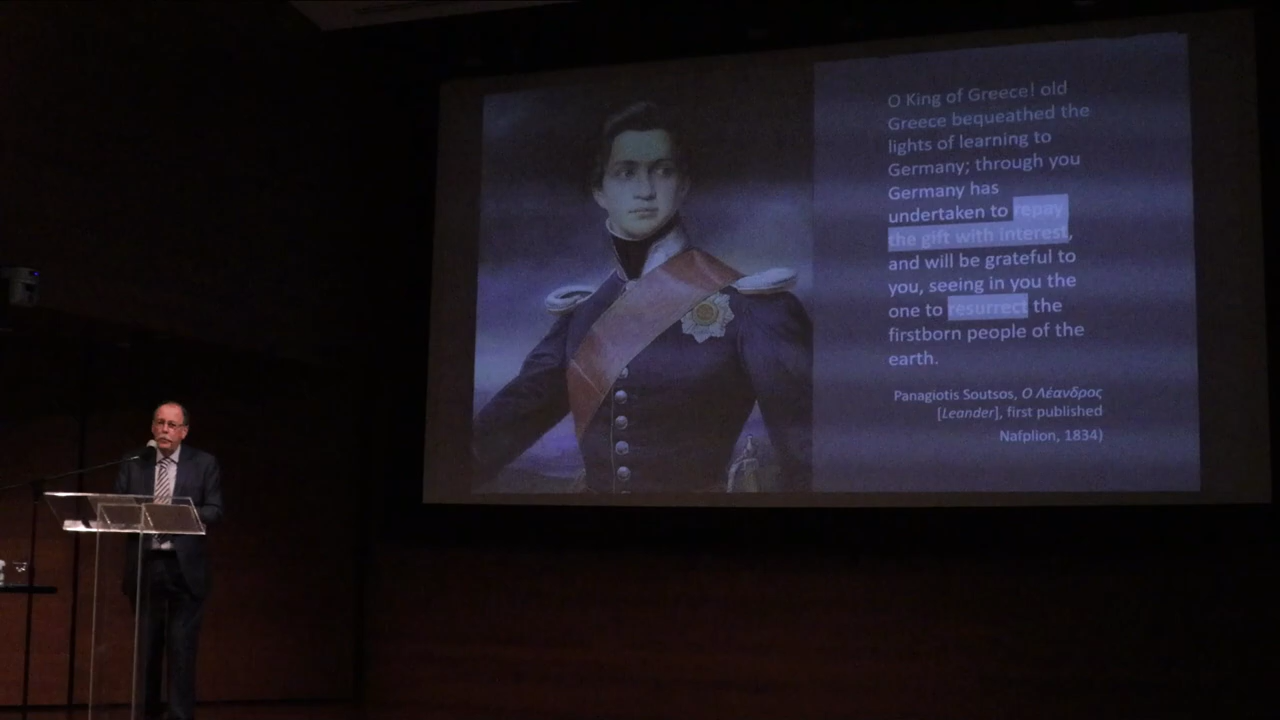 O King of Greece! old
Greece bequeathed the
lights of learning to
Germany; through you
Germany has
undertaken to repay
the gift with interest,
and will be grateful to
you, seeing in you the
one to resurrect the
firstborn people of the
earth.
Panagiotis Soutsos, Ο Λέανδρος
[Leander], first published
Nafplion, 1834)